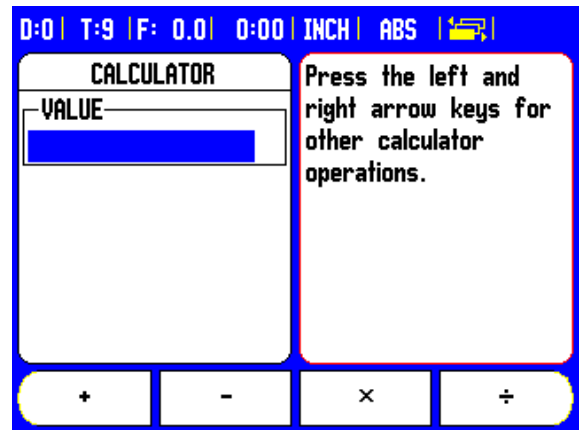 D:0| T:9 |F: 0.0| 0:00| INCH| ABS
CALCULATOR
VALUE
Press the left and
right arrow keys for
other calculator
operations.
+ - × ÷